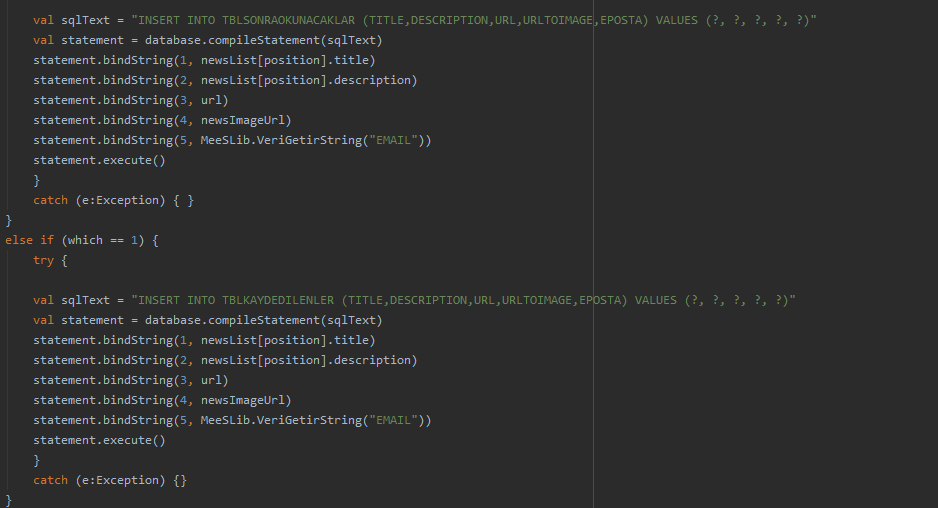 val sqlText = "INSERT INTO TBLSONRAOKUNACAKLAR (TITLE,DESCRIPTION,URL,URLTOIMAGE,EPOSTA) VALUES (?, ?, ?, ?, ?)"
val statement = database.compileStatement(sqlText)
statement.bindString(1, newsList[position].title)
statement.bindString(2, newsList[position].description)
statement.bindString(3, url)
statement.bindString(4, newsImageUrl)
statement.bindString(5, MeeSLib.VeriGetirString("EMAIL"))
statement.execute()
}
catch (e:Exception) { }
}
else if (which == 1) {
try {
val sqlText = "INSERT INTO TBLKAYDEDILENLER (TITLE,DESCRIPTION,URL,URLTOIMAGE,EPOSTA) VALUES (?, ?, ?, ?, ?)"
val statement = database.compileStatement(sqlText)
statement.bindString(1, newsList[position].title)
statement.bindString(2, newsList[position].description)
statement.bindString(3, url)
statement.bindString(4, newsImageUrl)
statement.bindString(5, MeeSLib.VeriGetirString("EMAIL"))
statement.execute()
}
catch (e:Exception) {}
}